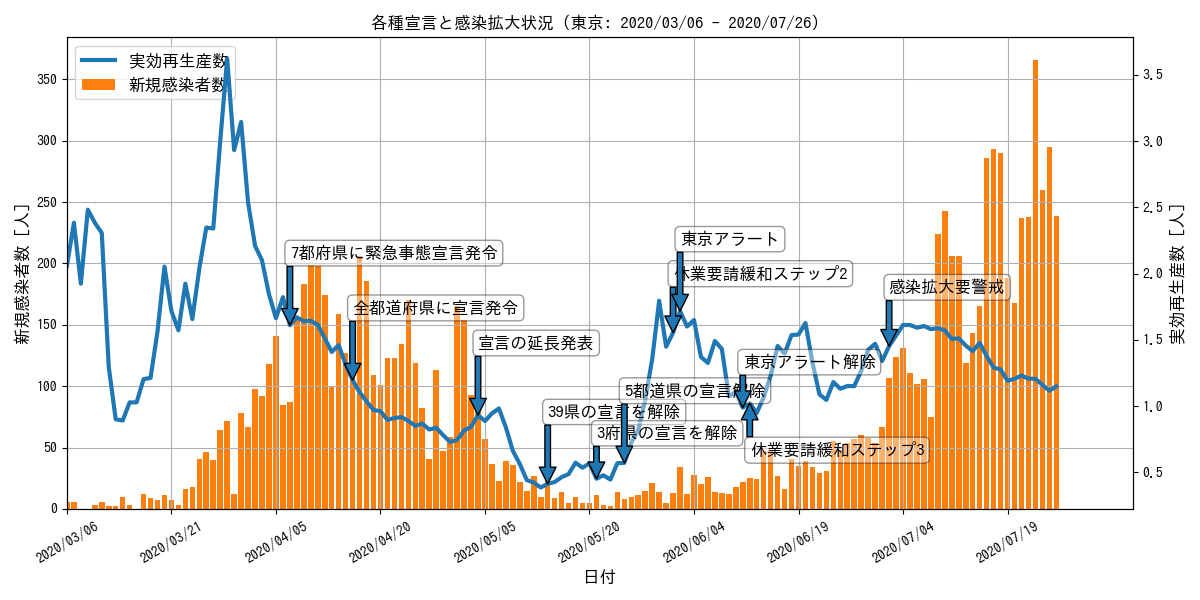 各種宣言と感染拡大状況 (東京: 2020/03/06 - 2020/07/26)
実効再生産数
新規感染者数
新規感染者数 [人]
350
300
250
200
150
100
50
0
7都府県に緊急事態宣言発令
全都道府県に宣言発令
宣言の延長発表
39県の宣言を解除
3府県の宣言を解除
5都道県の宣言解除
休業要請緩和ステップ2
東京アラート
東京アラート解除
休業要請緩和ステップ3
感染拡大要警戒
3.5
3.0
2.5
2.0
1.5
1.0
0.5
実効再生産数 [人]
2020/03/06
2020/03/21
2020/04/05
2020/04/20
2020/05/05
2020/05/20
2020/06/04
2020/06/19
2020/07/04
2020/07/19
日付